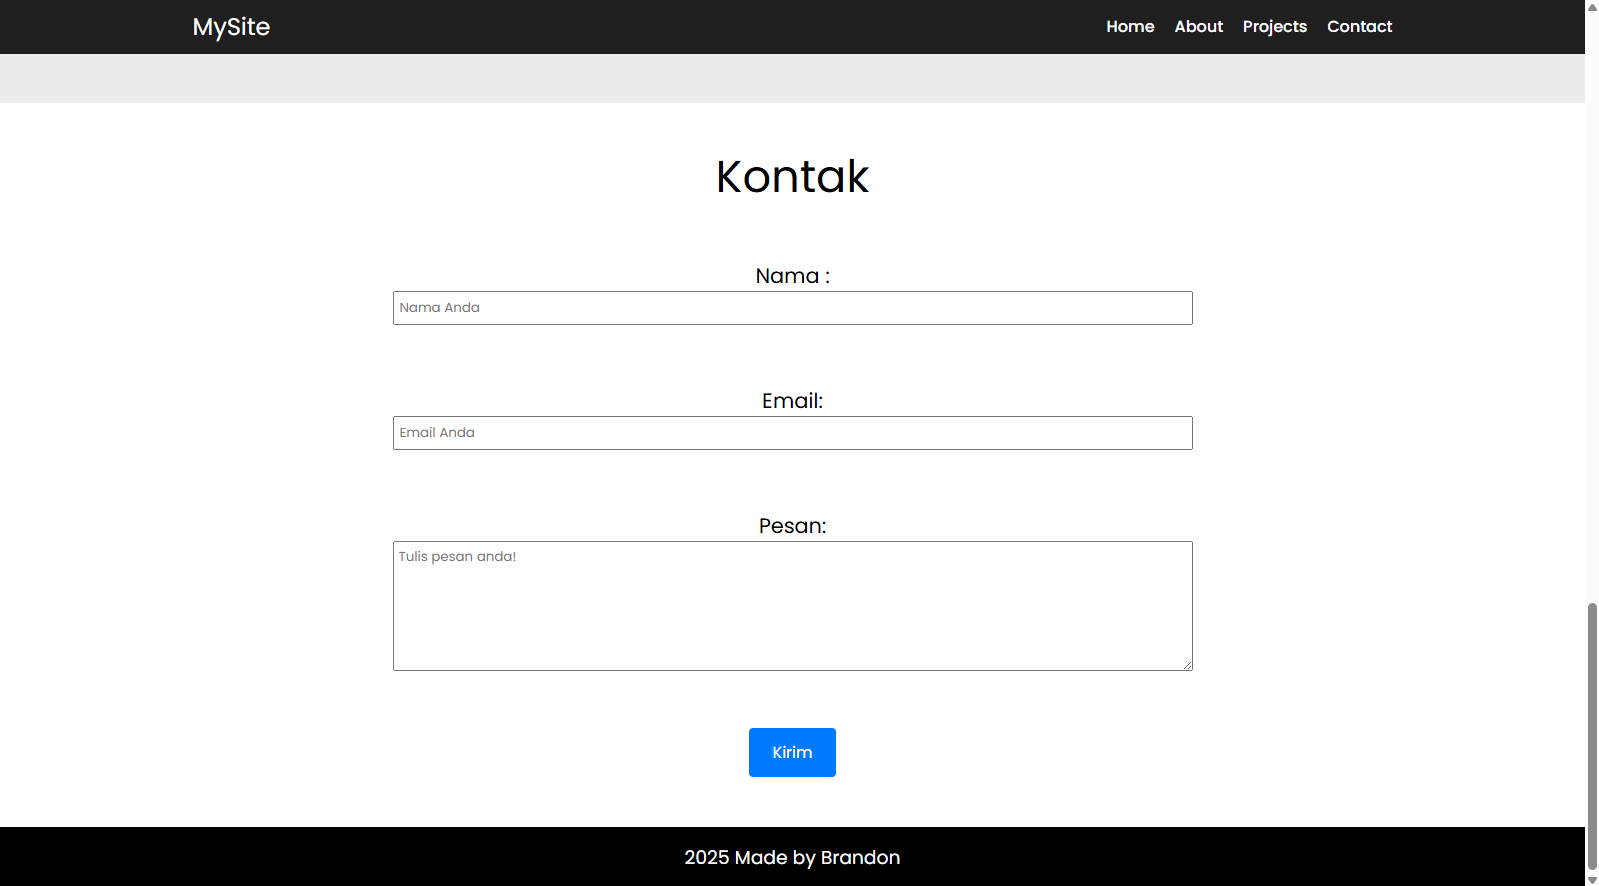 MySite
Home About Projects Contact
Kontak
Nama :
Nama Anda
Email:
Email Anda
Pesan:
Tulis pesan anda!
Kirim
2025 Made by Brandon